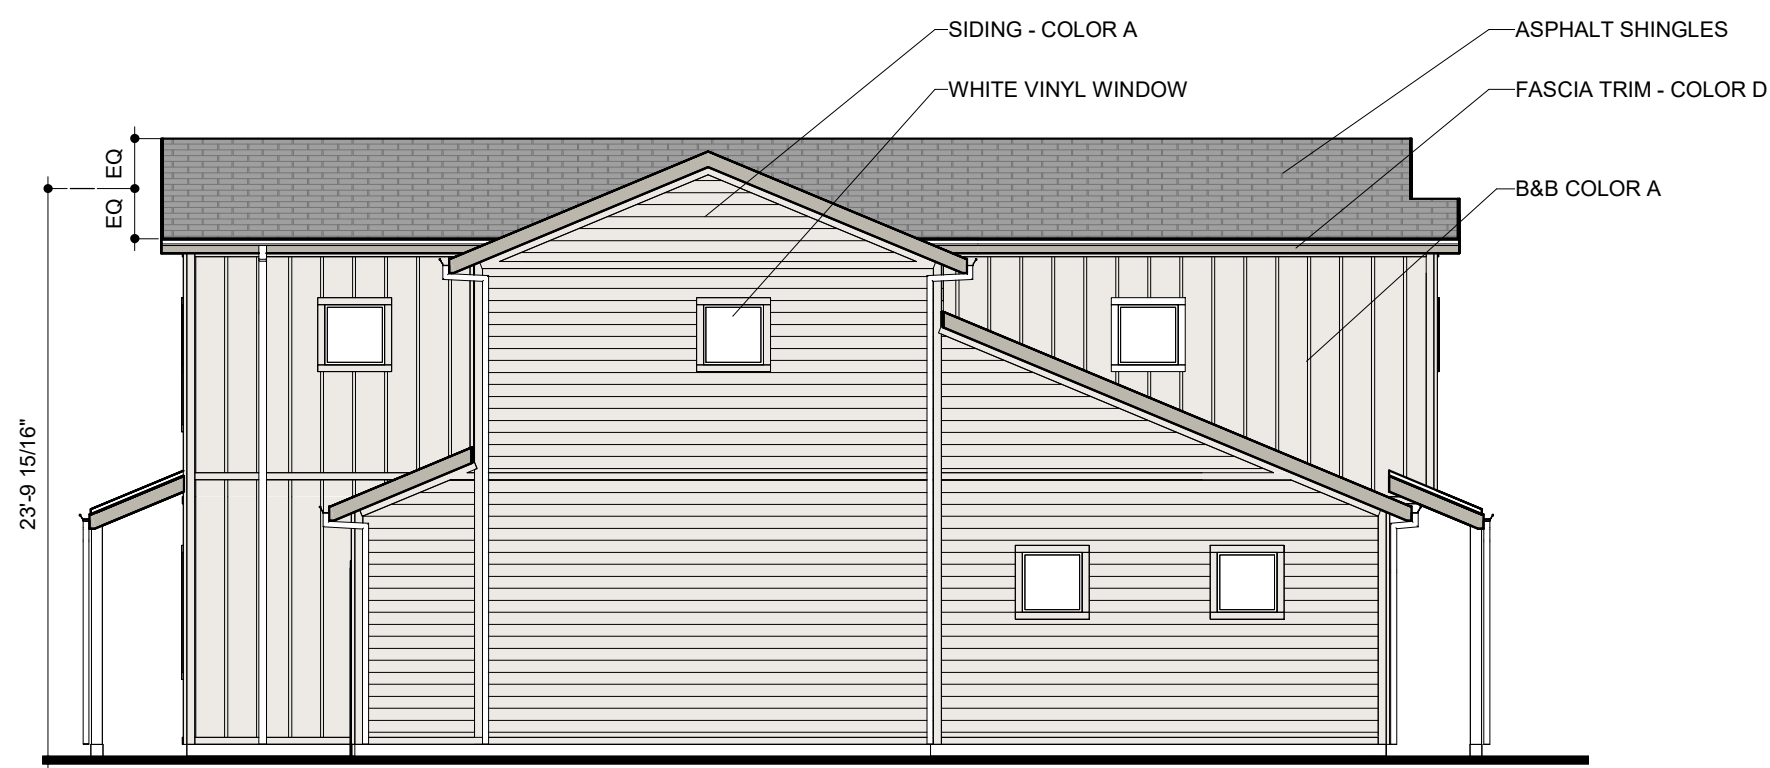 SIDING - COLOR A
ASPHALT SHINGLES
WHITE VINYL WINDOW
FASCIA TRIM - COLOR D
EQ
B&B COLOR A
EQ
23'-9 15/16"